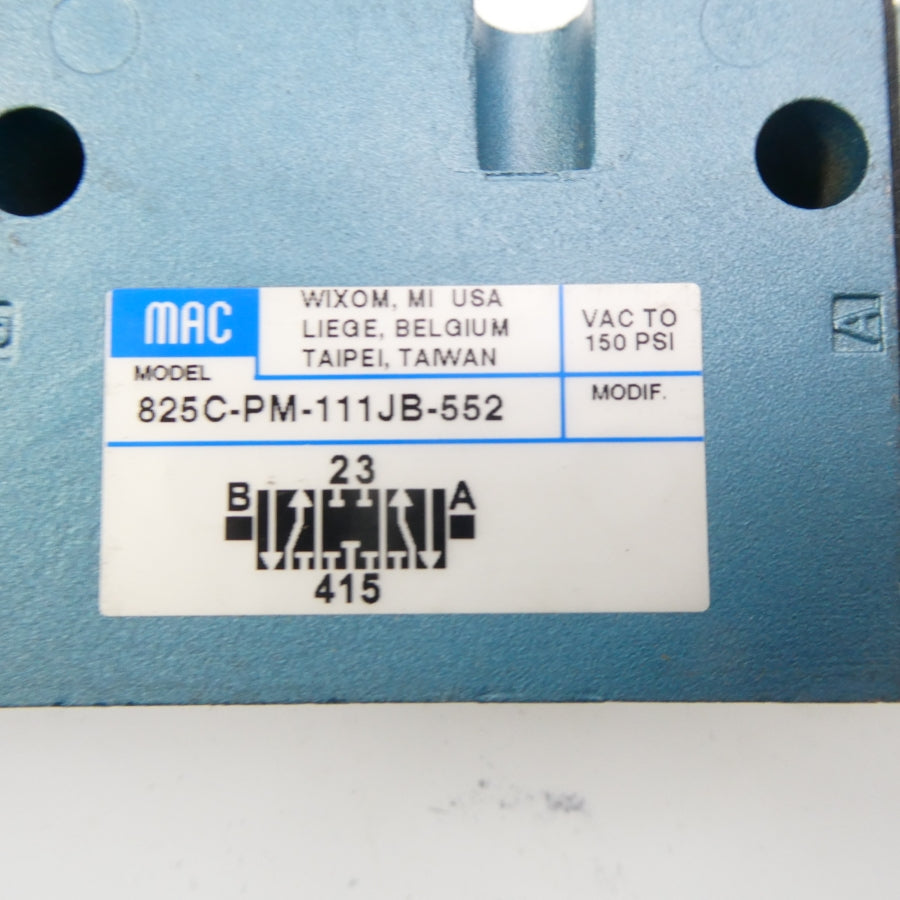 MAC
WIXOM, MI USA
LIEGE, BELGIUM
TAIPEI, TAIWAN
VAC TO
150 PSI
MODEL
825C-PM-111JB-552
MODIF.
23
B
A
415
A